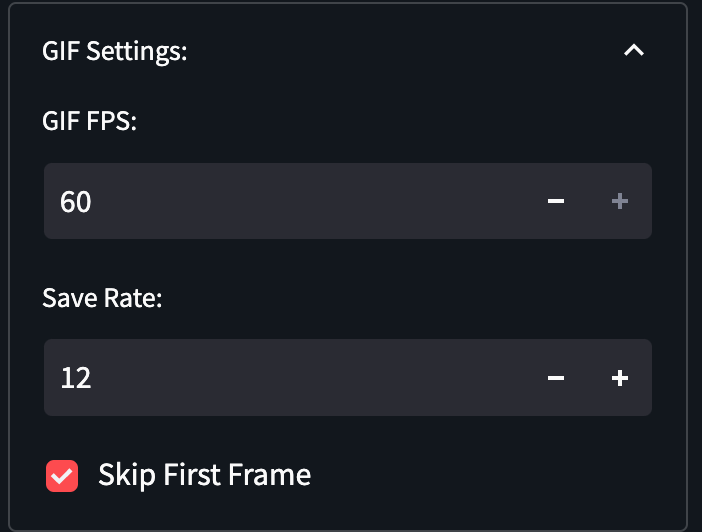 GIF Settings:
GIF FPS:
60
Save Rate:
12
Skip First Frame